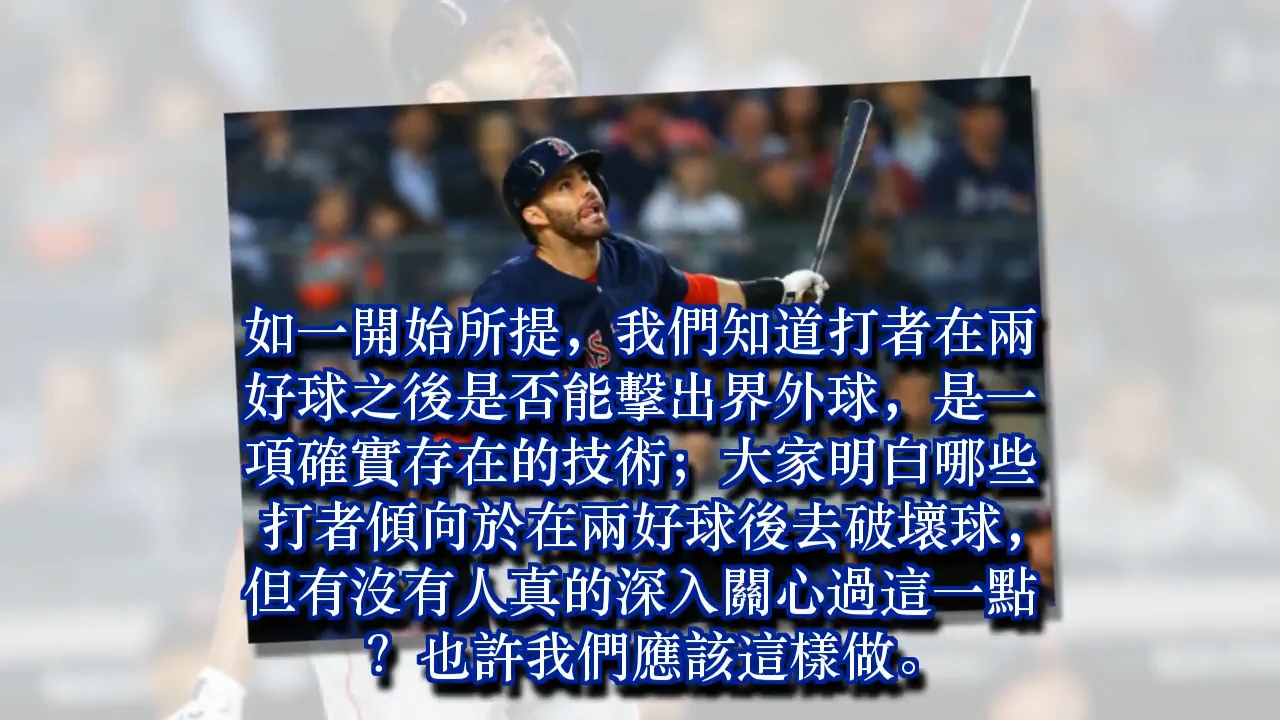 如一開始所提，我們知道打者在兩
好球之後是否能擊出界外球，是一
項確實存在的技術；大家明白哪些
打者傾向於在兩好球後去破壞球，
但有沒有人真的深入關心過這一點
？也許我們應該這樣做。